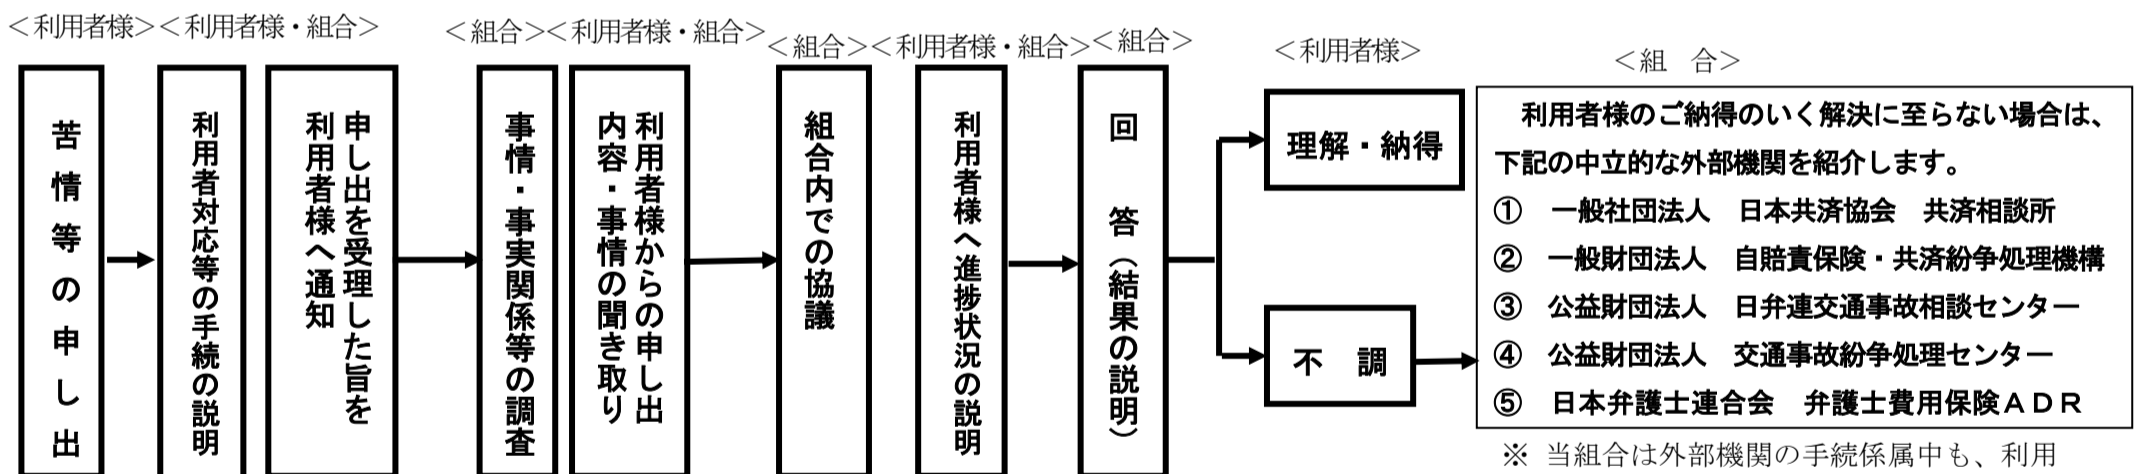 ＜利用者様＞
＜利用者様・組合＞
＜組合＞
＜利用者様・組合＞
＜組合＞
＜利用者様・組合＞
＜組合＞
＜利用者様＞
＜組　合＞
苦情等の申し出
利用者対応等の手続の説明
申し出を受理した旨を
利用者様へ通知
事情・事実関係等の調査
利用者様からの申し出
内容・事情の聞き取り
組合内での協議
利用者様へ進捗状況の説明
回　答（結果の説明）
理解・納得
不　調
利用者様のご納得のいく解決に至らない場合は、
下記の中立的な外部機関を紹介します。
①　一般社団法人　日本共済協会　共済相談所
②　一般財団法人　自賠責保険・共済紛争処理機構
③　公益財団法人　日弁連交通事故相談センター
④　公益財団法人　交通事故紛争処理センター
⑤　日本弁護士連合会　弁護士費用保険ＡＤＲ
※ 当組合は外部機関の手続係属中も、利用